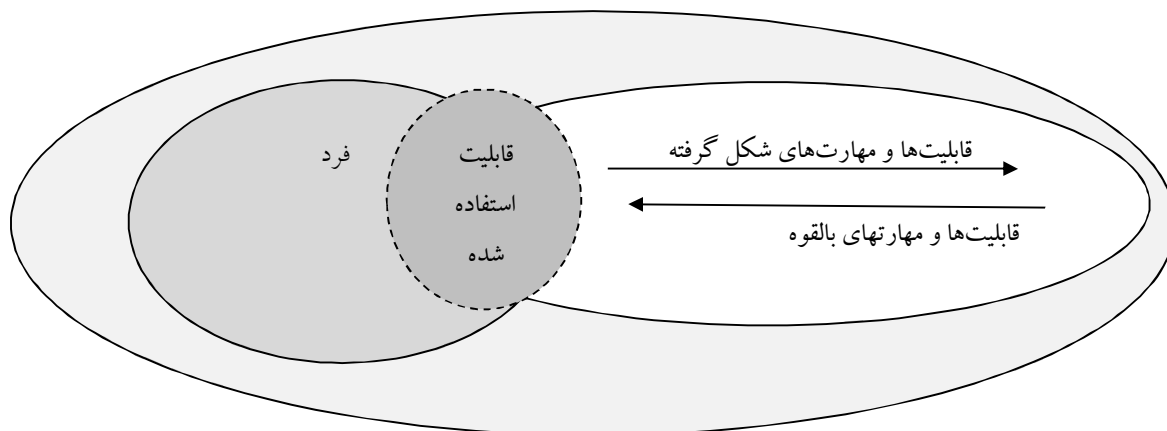 قابلیت‌ها و مهارت‌های شکل گرفته
قابلیت
فرد
استفاده
قابلیت‌ها و مهارتهای بالقوه
شده